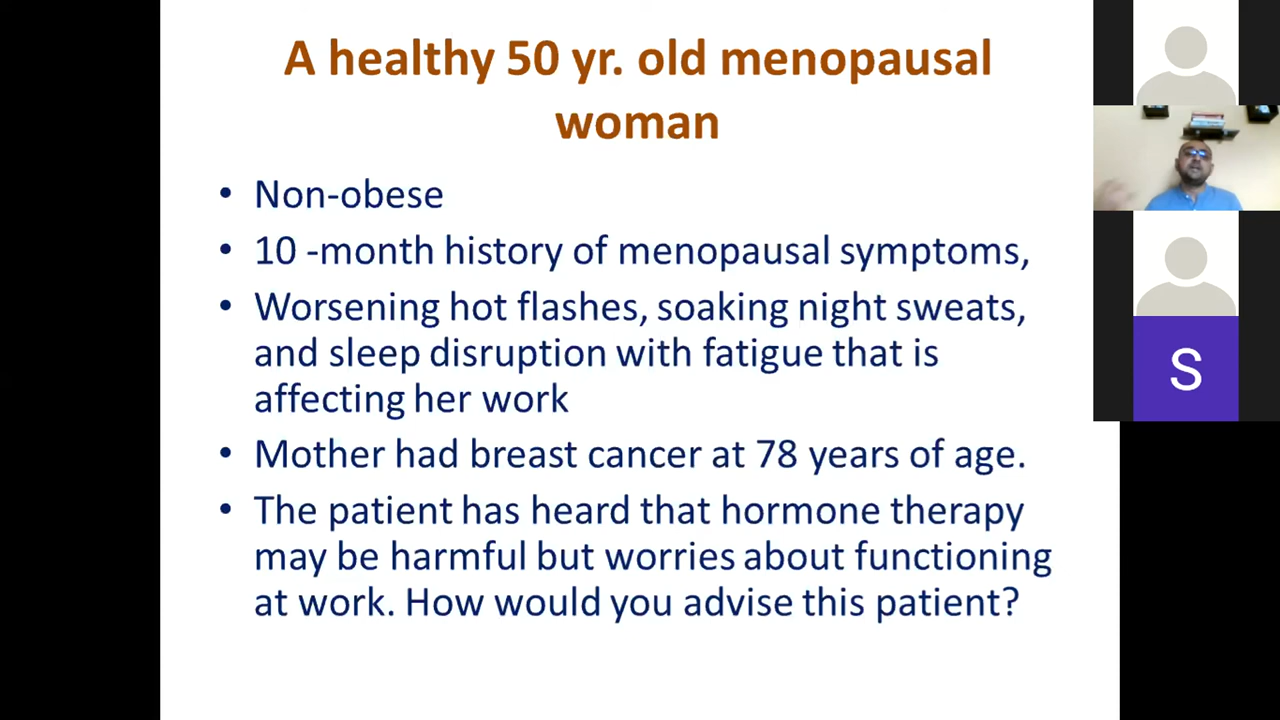 A healthy 50 yr. old menopausal
woman
• Non-obese
• 10 -month history of menopausal symptoms,
• Worsening hot flashes, soaking night sweats,
and sleep disruption with fatigue that is
affecting her work
• Mother had breast cancer at 78 years of age.
• The patient has heard that hormone therapy
may be harmful but worries about functioning
at work. How would you advise this patient?
S